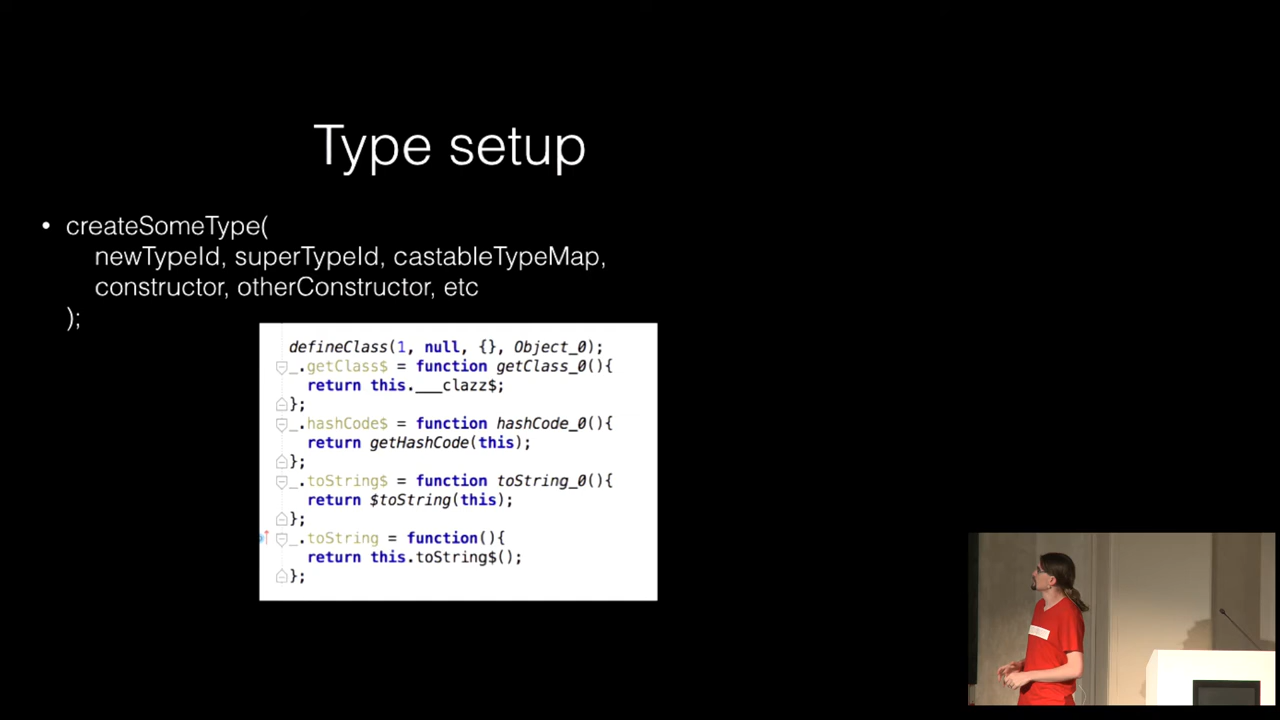 Type setup
• createSomeType(
newTypeId, superTypeId, castableTypeMap,
constructor, otherConstructor, etc
);
defineClass(1, null, {}, Object_0);
_.getClass$ = function getClass_0(){
return this.___clazz$;
};
_.hashCode$ = function hashCode_0(){
return getHashCode(this);
};
_.toString$ = function toString_0(){
return $toString(this);
};
_.toString = function(){
return this.toString$();
};